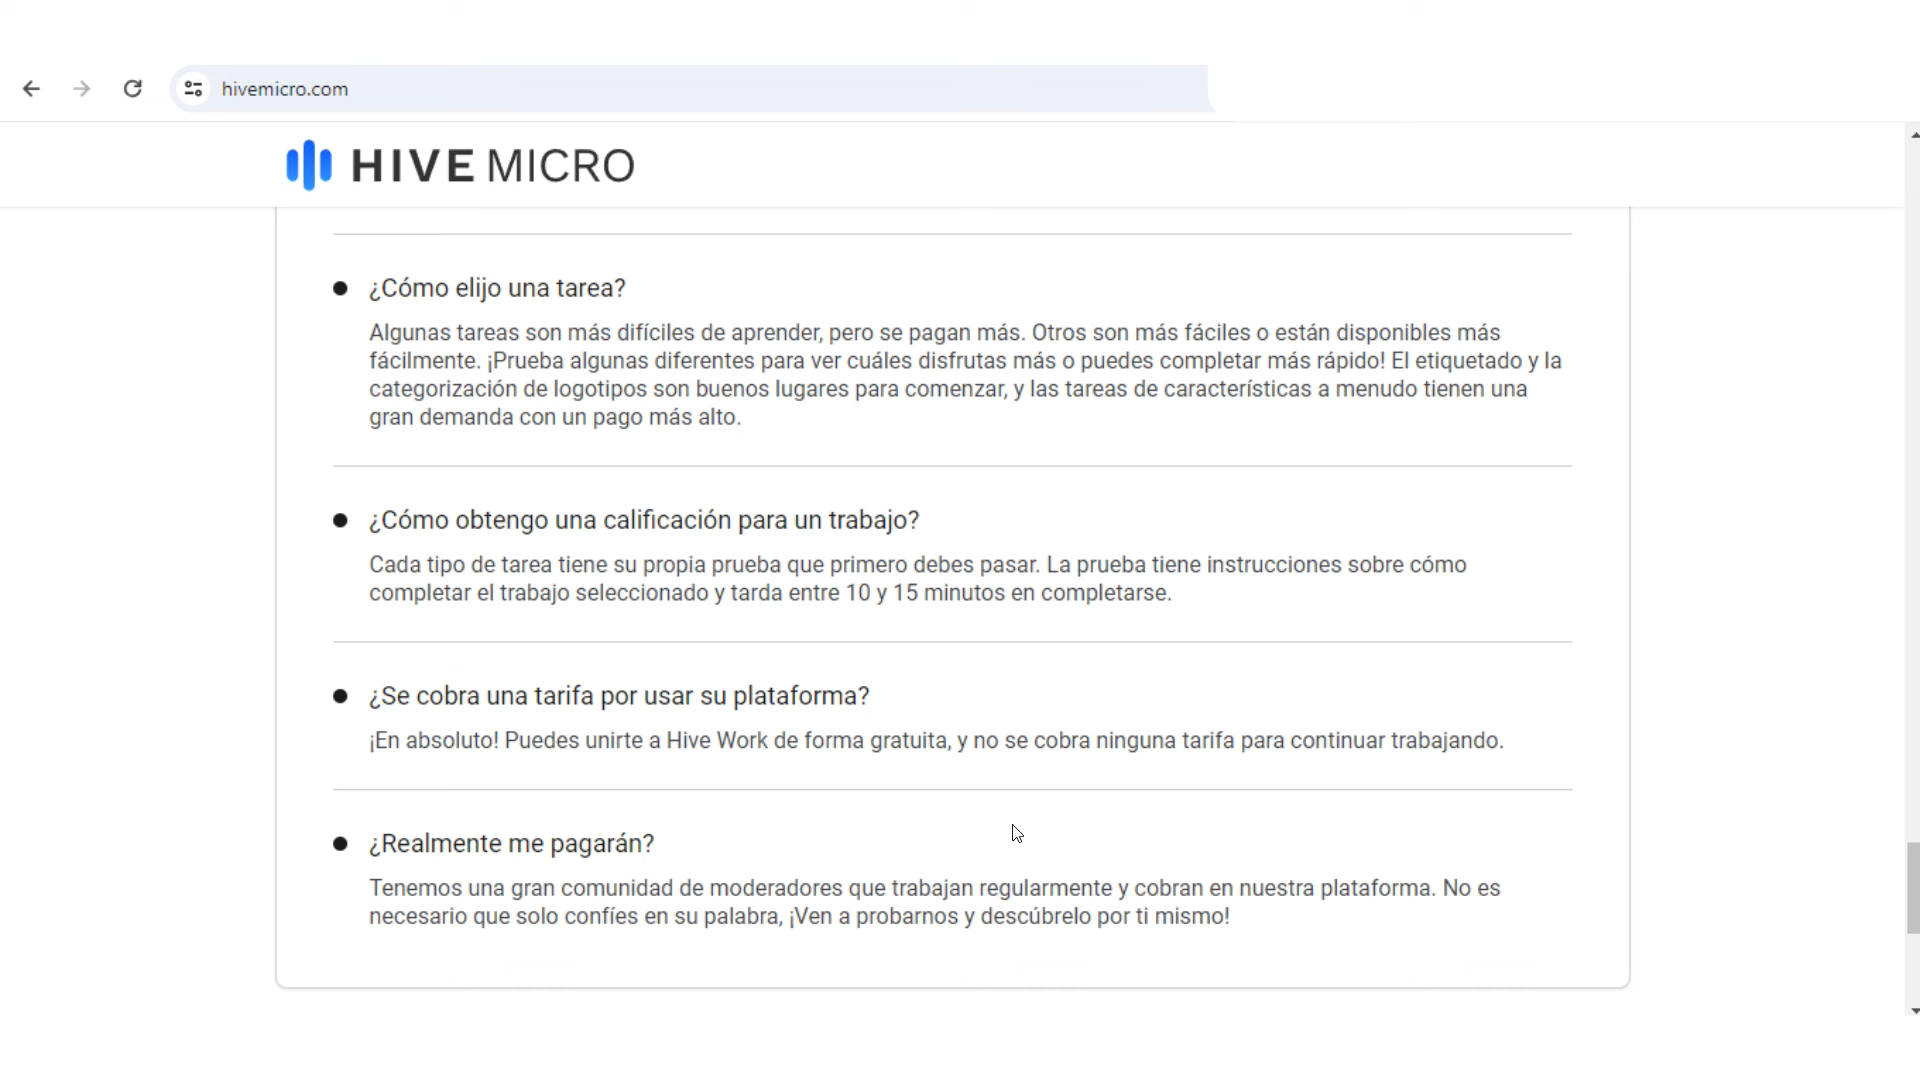 hivemicro.com
HIVE MICRO
¿Cómo elijo una tarea?
Algunas tareas son más difíciles de aprender, pero se pagan más. Otros son más fáciles o están disponibles más
fácilmente. ¡Prueba algunas diferentes para ver cuáles disfrutas más o puedes completar más rápido! El etiquetado y la
categorización de logotipos son buenos lugares para comenzar, y las tareas de características a menudo tienen una
gran demanda con un pago más alto.
¿Cómo obtengo una calificación para un trabajo?
Cada tipo de tarea tiene su propia prueba que primero debes pasar. La prueba tiene instrucciones sobre cómo
completar el trabajo seleccionado y tarda entre 10 y 15 minutos en completarse.
¿Se cobra una tarifa por usar su plataforma?
¡En absoluto! Puedes unirte a Hive Work de forma gratuita, y no se cobra ninguna tarifa para continuar trabajando.
¿Realmente me pagarán?
Tenemos una gran comunidad de moderadores que trabajan regularmente y cobran en nuestra plataforma. No es
necesario que solo confíes en su palabra, ¡Ven a probarnos y descúbrelo por ti mismo!